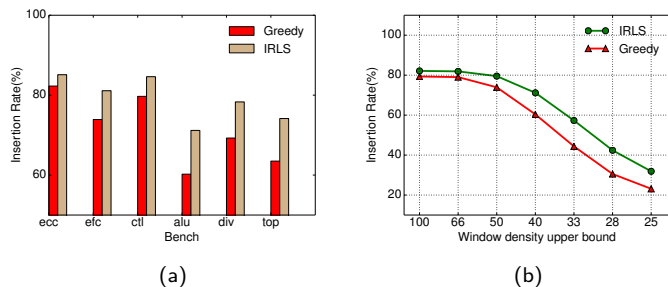 100
80
60
Insertion Rate(%)
Greedy
IRLS
ecc efc ctl alu div top
Bench
(a)
100
80
60
40
20
Insertion Rate(%)
IRLS
Greedy
100 66 50 40 33 28 25
Window density upper bound
(b)